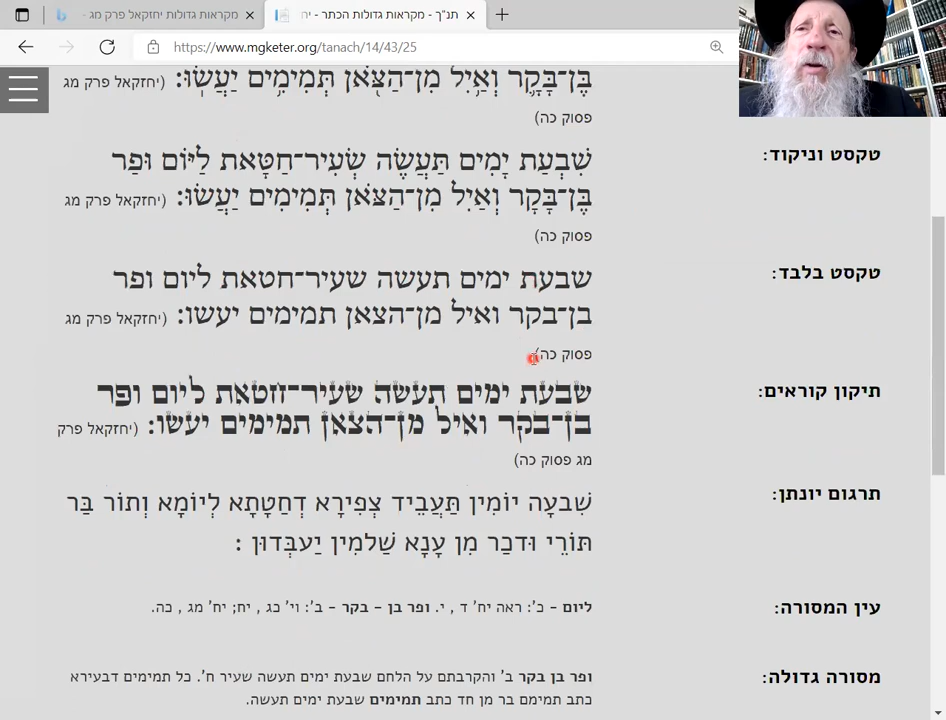 תנ"ך - מקראות גדולות הכתר - יח
מקראות גדולות יחזקאל פרק מג -
https://www.mgketer.org/tanach/14/43/25
בֶּן־בָּקָ֛ר וְאַ֥יִל מִן־הַצֹּ֖אן תְּמִימִ֥ים יַעֲשֽׂוּ: (יחזקאל פרק מג
פסוק כה)
טקסט וניקוד:
שִׁבְעַת יָמִים תַּעֲשֶׂה שְׂעִיר־חַטָּאת לַיּוֹם וּפַר
בֶּן־בָּקָר וְאַיִל מִן־הַצֹּאן תְּמִימִים יַעֲשׂוּ: (יחזקאל פרק מג
פסוק כה)
טקסט בלבד:
שבעת ימים תעשה שעיר־חטאת ליום ופר
בן־בקר ואיל מן־הצאן תמימים יעשו: (יחזקאל פרק מג
פסוק כה)
תיקון קוראים:
שבעת ימים תעשה שעיר־חטאת ליום ופר
בן־בקר ואיל מן־הצאן תמימים יעשו: (יחזקאל פרק
מג פסוק כה)
תרגום יונתן:
שִׁבעָה יוֹמִין תַּעֲבֵיד צְפִירָא דְחַטָתָא לְיוֹמָא וְתוֹר בַּר
תּוֹרֵי וּדכַר מִן עָנָא שַׁלמִין יַעבְּדוּן :
עין המסורה:
ליום – כ': ראה יח' ד , י. ופר בן – בקר – ב': וי' כג , יח; יח' מג , כה.
מסורה גדולה:
ופר בן בקר ב' והקרבתם על הלחם שבעת ימים תעשה שעיר ח'. כל תמימים דבעירא
כתב תמימם בר מן חד כתב תמימים שבעת ימים תעשה.